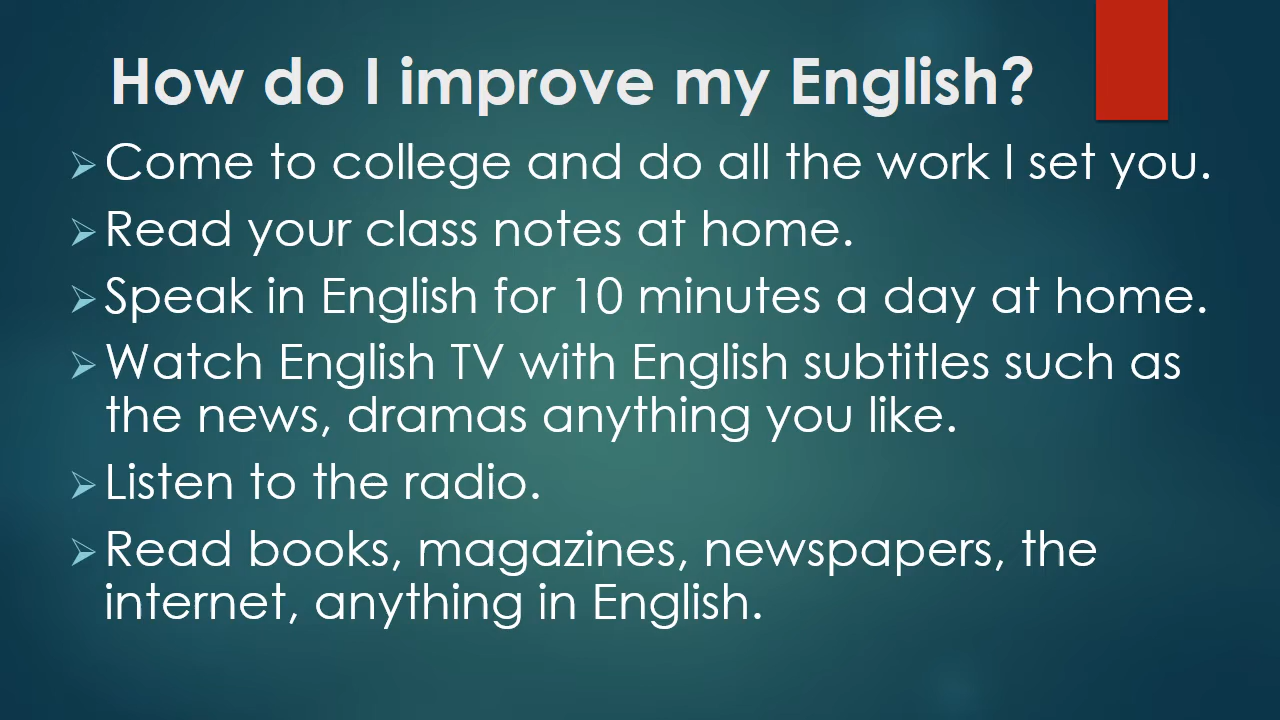 How do I improve my English?
Come to college and do all the work I set you.
Read your class notes at home.
Speak in English for 10 minutes a day at home.
Watch English TV with English subtitles such as
the news, dramas anything you like.
Listen to the radio.
Read books, magazines, newspapers, the
internet, anything in English.